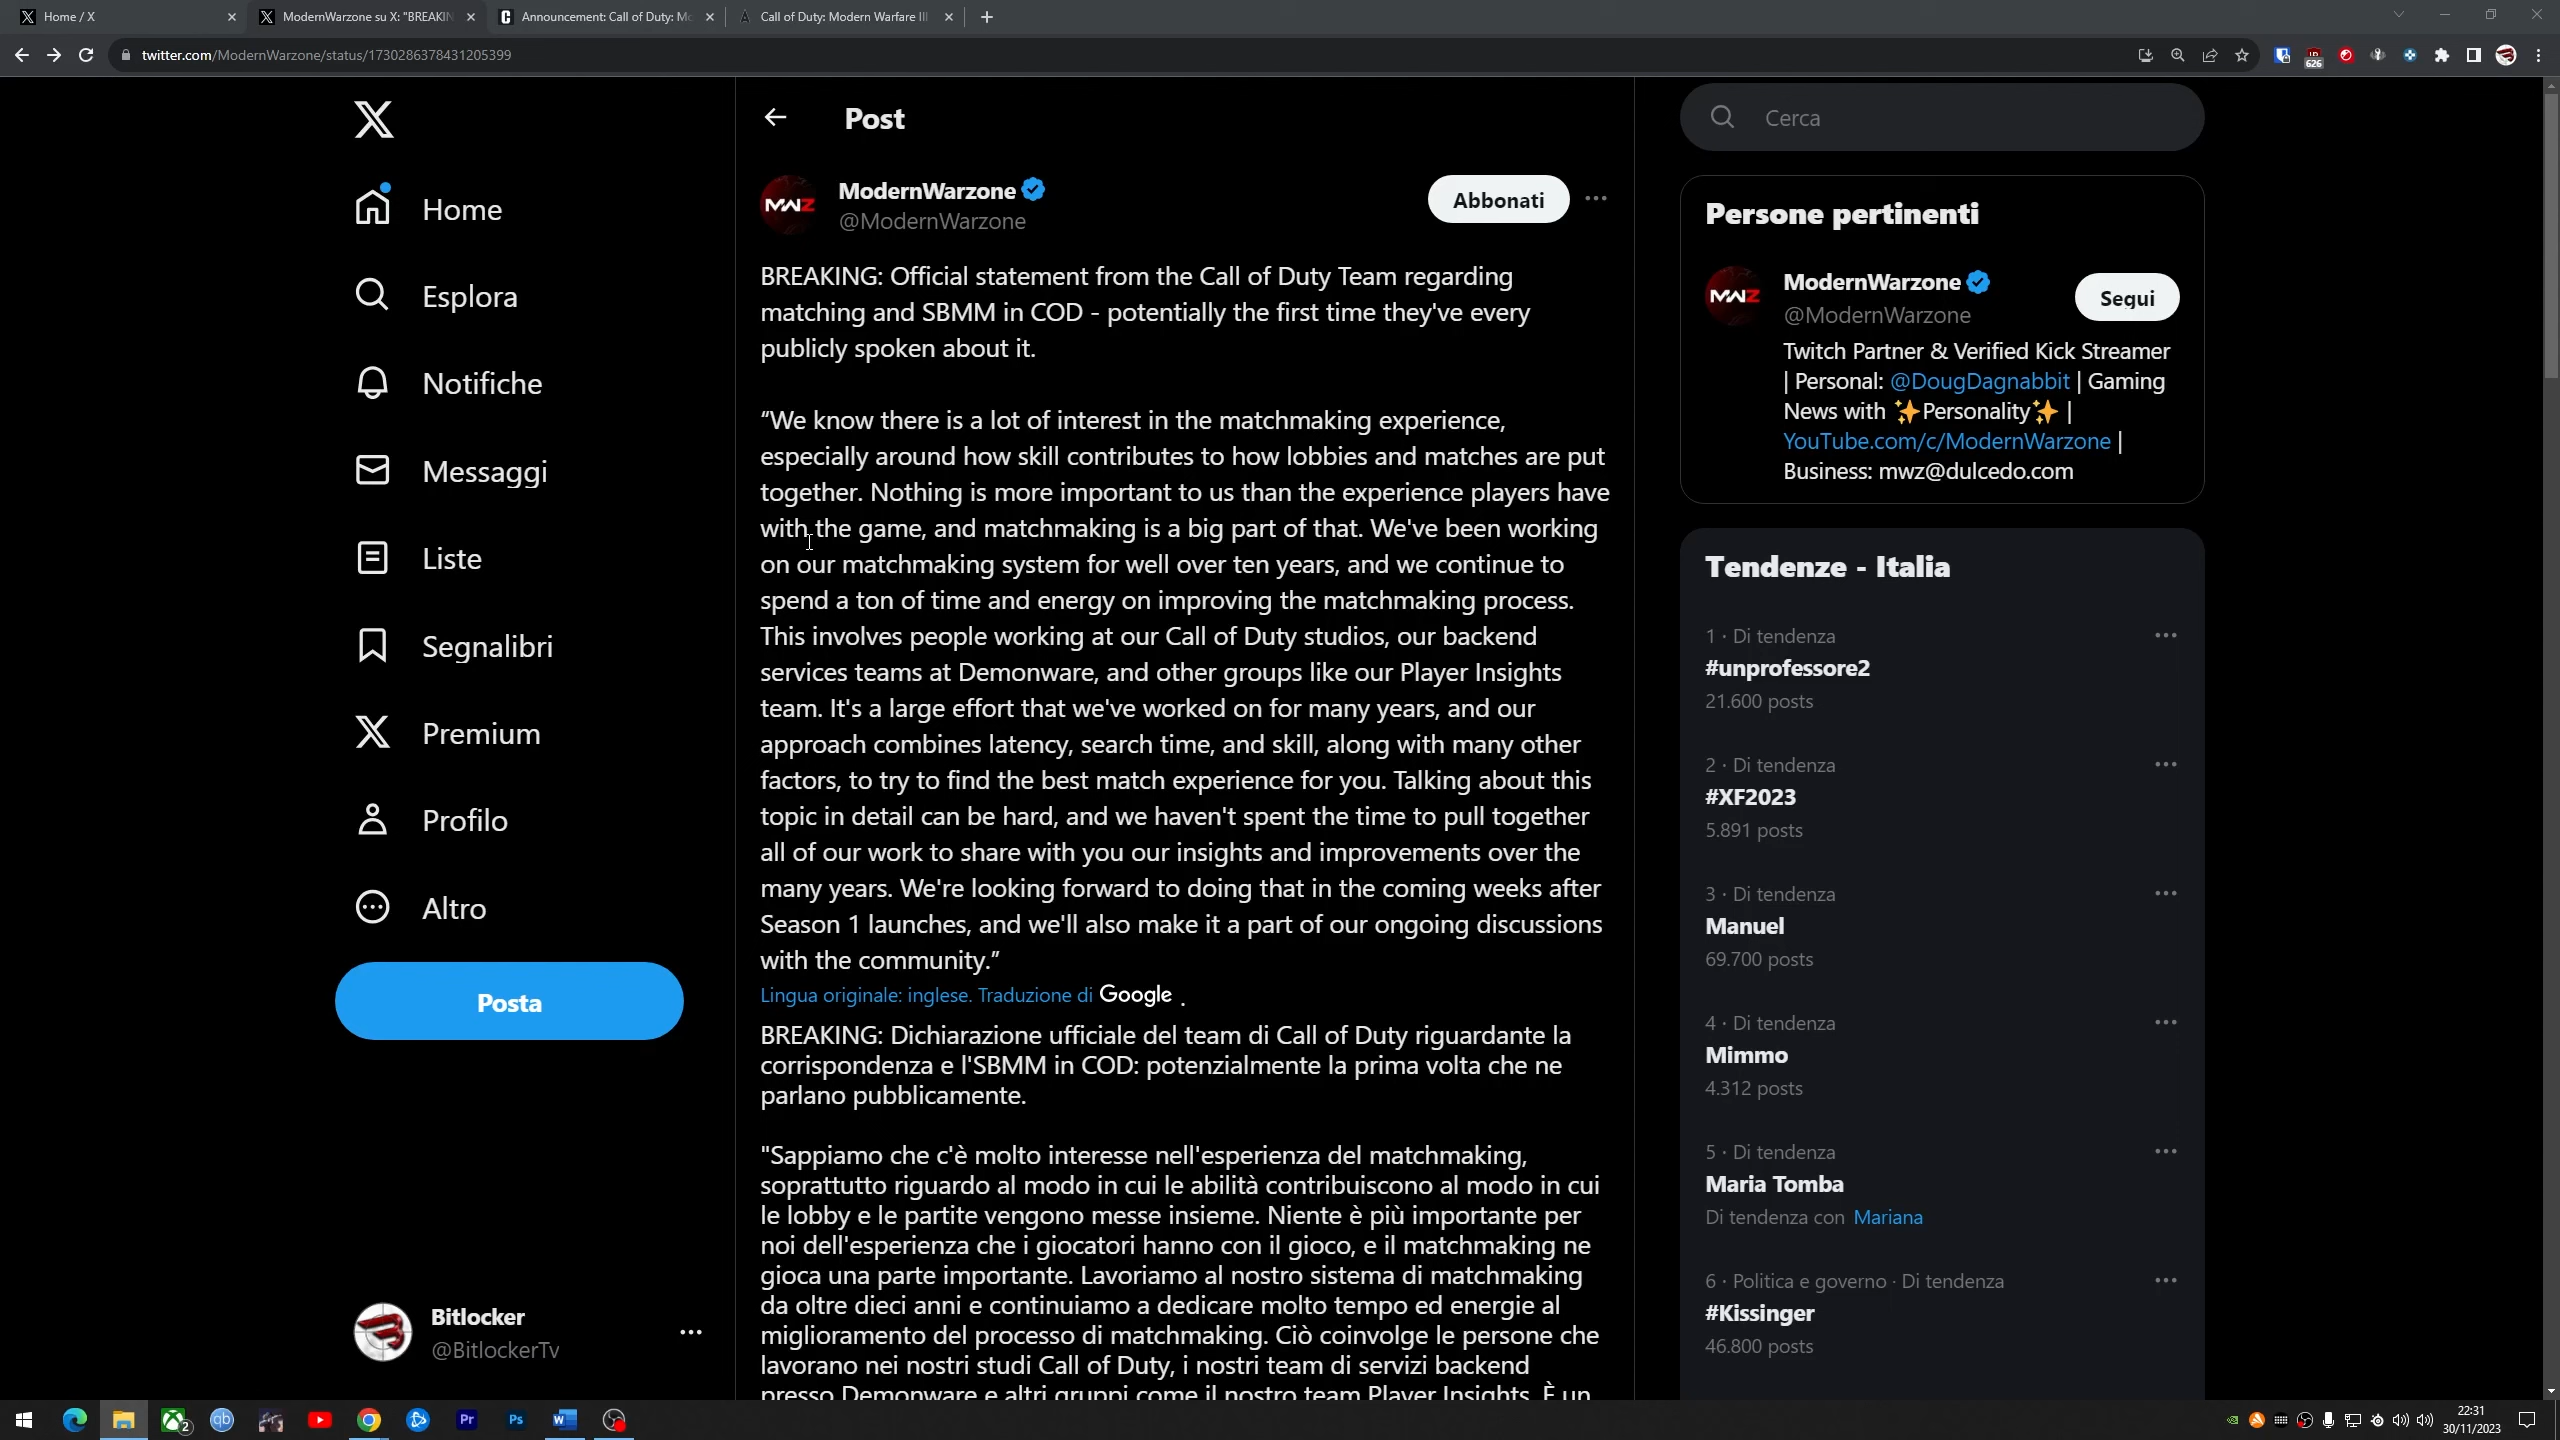 Home / X
ModernWarzone su X: "BREAKIN
Announcement: Call of Duty: Mo
Call of Duty: Modern Warfare III
twitter.com/ModernWarzone/status/1730286378431205399
626
Home
Esplora
Notifiche
Messaggi
Liste
Segnalibri
Premium
Profilo
Altro
Posta
Bitlocker
@BitlockerTv
Post
MWZ
ModernWarzone
@ModernWarzone
Abbonati
BREAKING: Official statement from the Call of Duty Team regarding
matching and SBMM in COD - potentially the first time they've every
publicly spoken about it.
“We know there is a lot of interest in the matchmaking experience,
especially around how skill contributes to how lobbies and matches are put
together. Nothing is more important to us than the experience players have
with the game, and matchmaking is a big part of that. We've been working
on our matchmaking system for well over ten years, and we continue to
spend a ton of time and energy on improving the matchmaking process.
This involves people working at our Call of Duty studios, our backend
services teams at Demonware, and other groups like our Player Insights
team. It's a large effort that we've worked on for many years, and our
approach combines latency, search time, and skill, along with many other
factors, to try to find the best match experience for you. Talking about this
topic in detail can be hard, and we haven't spent the time to pull together
all of our work to share with you our insights and improvements over the
many years. We're looking forward to doing that in the coming weeks after
Season 1 launches, and we'll also make it a part of our ongoing discussions
with the community.”
Lingua originale: inglese. Traduzione di Google .
BREAKING: Dichiarazione ufficiale del team di Call of Duty riguardante la
corrispondenza e l'SBMM in COD: potenzialmente la prima volta che ne
parlano pubblicamente.
"Sappiamo che c'è molto interesse nell'esperienza del matchmaking,
soprattutto riguardo al modo in cui le abilità contribuiscono al modo in cui
le lobby e le partite vengono messe insieme. Niente è più importante per
noi dell'esperienza che i giocatori hanno con il gioco, e il matchmaking ne
gioca una parte importante. Lavoriamo al nostro sistema di matchmaking
da oltre dieci anni e continuiamo a dedicare molto tempo ed energie al
miglioramento del processo di matchmaking. Ciò coinvolge le persone che
lavorano nei nostri studi Call of Duty, i nostri team di servizi backend
presso Demonware e altri gruppi come il nostro team Player Insights. È un
Cerca
Persone pertinenti
MWZ
ModernWarzone
@ModernWarzone
Segui
Twitch Partner & Verified Kick Streamer
| Personal: @DougDagnabbit | Gaming
News with ✨Personality✨ |
YouTube.com/c/ModernWarzone |
Business: mwz@dulcedo.com
Tendenze - Italia
1 · Di tendenza
#unprofessore2
21.600 posts
2 · Di tendenza
#XF2023
5.891 posts
3 · Di tendenza
Manuel
69.700 posts
4 · Di tendenza
Mimmo
4.312 posts
5 · Di tendenza
Maria Tomba
Di tendenza con Mariana
6 · Politica e governo · Di tendenza
#Kissinger
46.800 posts
2
qb
Pr
Ps
W
22:31
30/11/2023